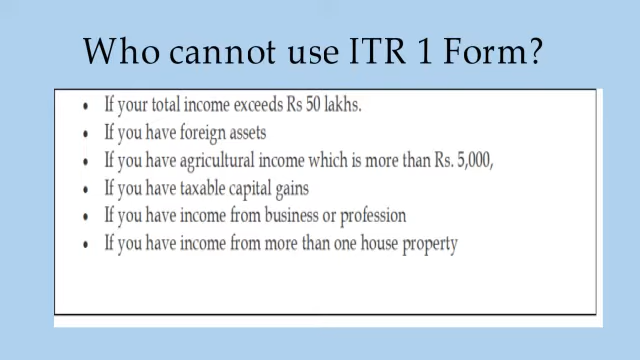 Who cannot use ITR 1 Form?
• If your total income exceeds Rs 50 lakhs.
• If you have foreign assets
• If you have agricultural income which is more than Rs. 5,000,
• If you have taxable capital gains
• If you have income from business or profession
• If you have income from more than one house property